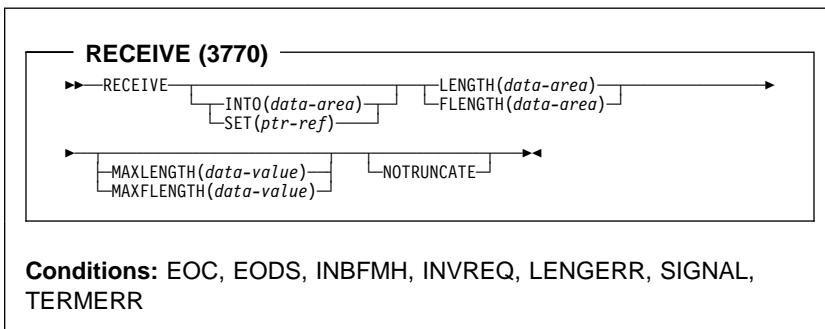 RECEIVE (3770)
RECEIVE LENGTH(data-area)
INTO(data-area) FLENGTH(data-area)
SET(ptr-ref)
MAXLENGTH(data-value) NOTRUNCATE
MAXFLENGTH(data-value)
Conditions: EOC, EODS, INBFMH, INVREQ, LENGERR, SIGNAL,
TERMERR